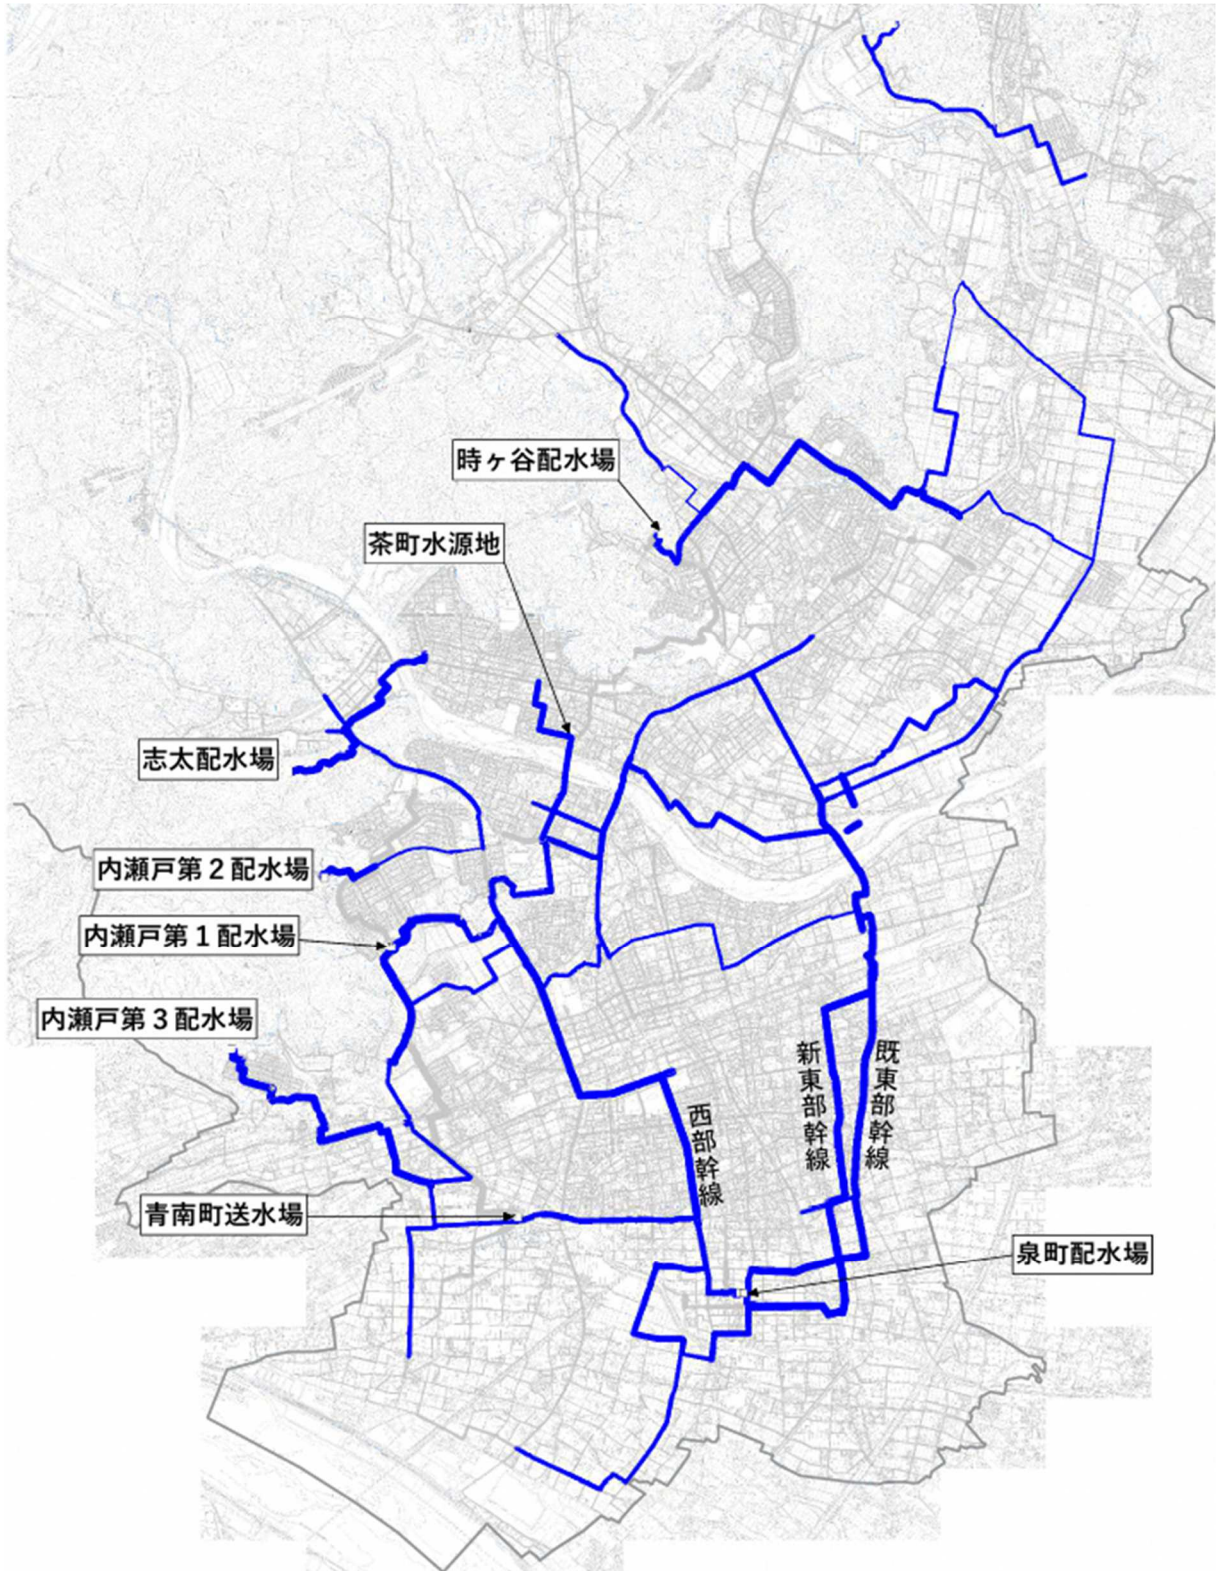 時ヶ谷配水場
茶町水源地
志太配水場
内瀬戸第２配水場
内瀬戸第１配水場
内瀬戸第３配水場
新東部幹線
既東部幹線
西部幹線
青南町送水場
泉町配水場